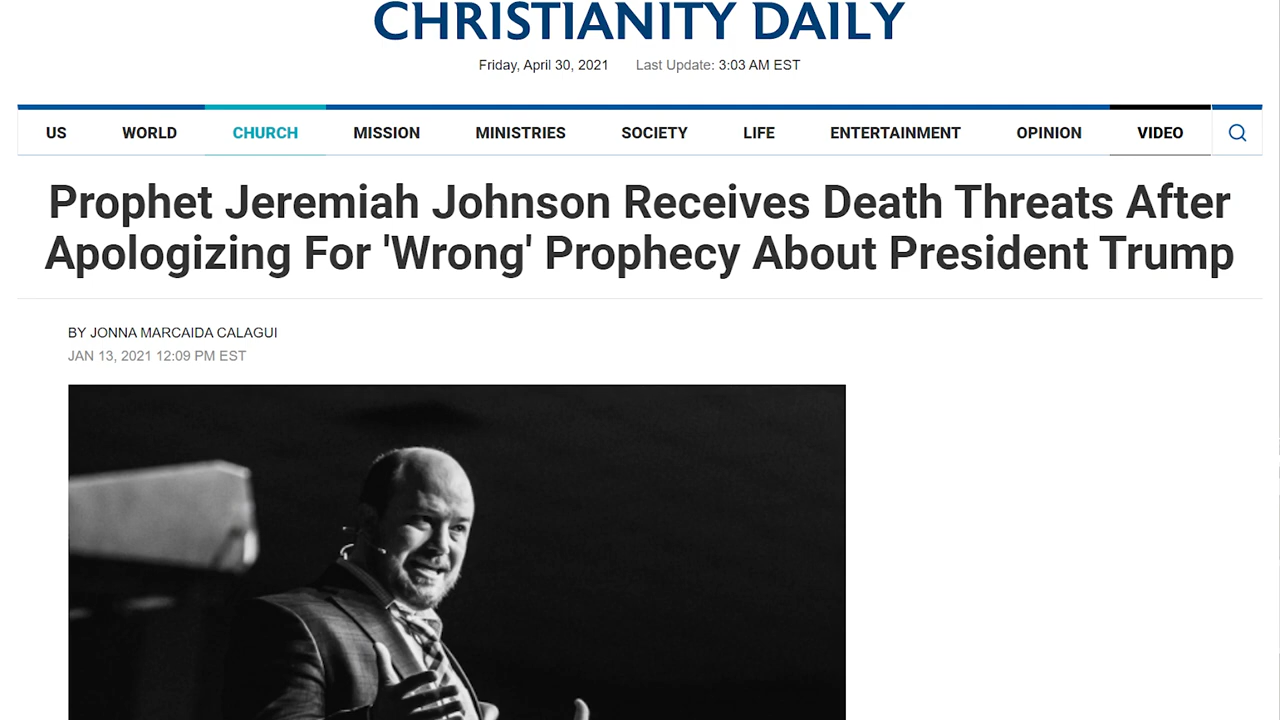 CHRISTIANITY DAILY
Friday, April 30, 2021 Last Update: 3:03 AM EST
US WORLD CHURCH MISSION MINISTRIES SOCIETY LIFE ENTERTAINMENT OPINION VIDEO
Prophet Jeremiah Johnson Receives Death Threats After
Apologizing For 'Wrong' Prophecy About President Trump
BY JONNA MARCAIDA CALAGUI
JAN 13, 2021 12:09 PM EST